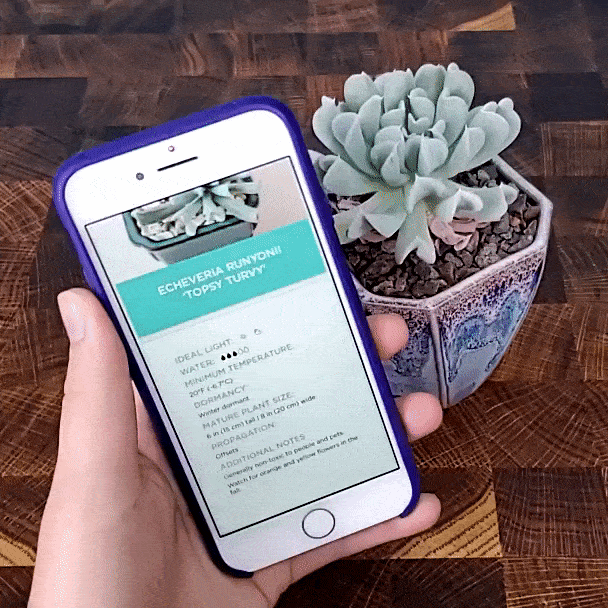 ECHEVERIA RUNYONII
'TOPSY TURVY'
IDEAL LIGHT:
WATER:
MINIMUM TEMPERATURE:
20°F (-6.7°C)
DORMANCY:
Winter dormant
MATURE PLANT SIZE:
6 in (15 cm) tall / 8 in (20 cm) wide
PROPAGATION:
Offsets
ADDITIONAL NOTES
Generally non-toxic to people and pets.
Watch for orange and yellow flowers in the
fall.